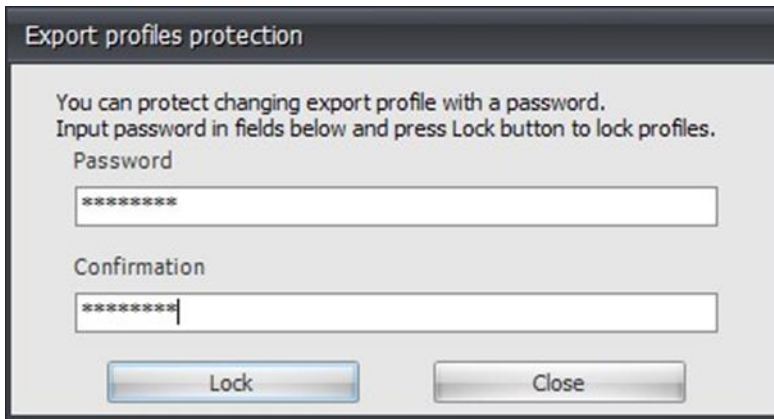 Export profiles protection
You can protect changing export profile with a password.
Input password in fields below and press Lock button to lock profiles.
Password
********
Confirmation
********
Lock Close